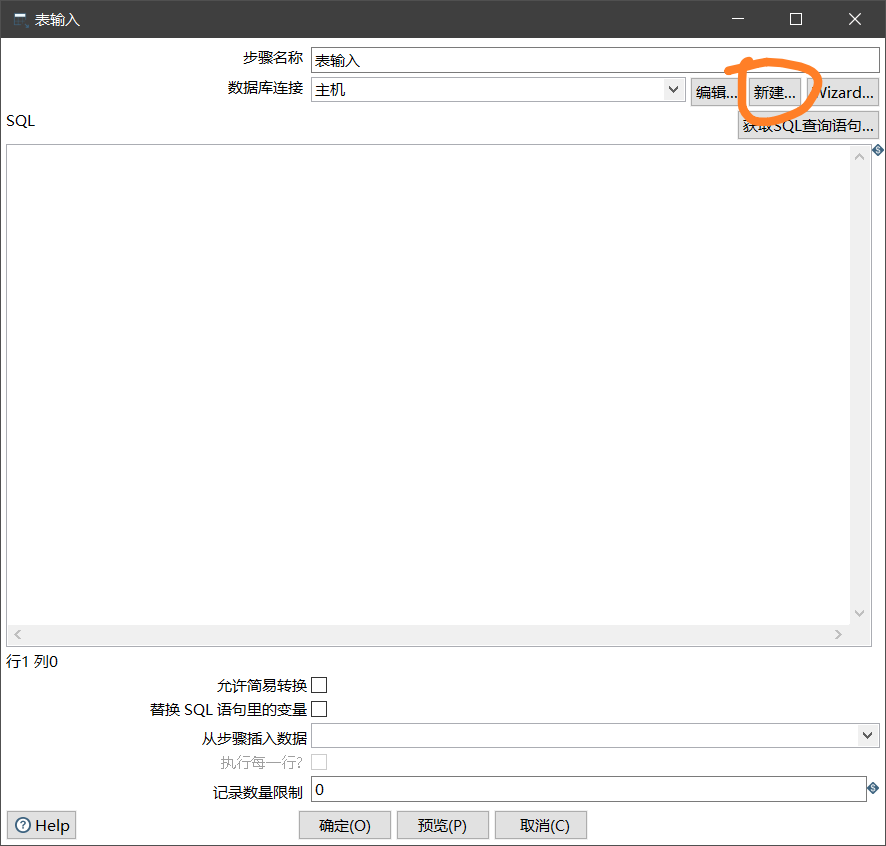 表输入
步骤名称 表输入
数据库连接 主机 编辑... 新建... Wizard...
SQL 获取SQL查询语句...
行1 列0
允许简易转换
替换 SQL 语句里的变量
从步骤插入数据
执行每一行?
记录数量限制 0
Help 确定(O) 预览(P) 取消(C)